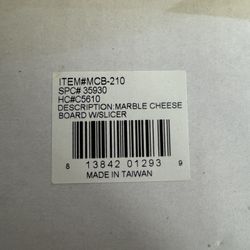 ITEM#MCB-210
SPC# 35930
HC#C5610
DESCRIPTION:MARBLE CHEESE
BOARD W/SLICER
8 13842 01293 9
MADE IN TAIWAN